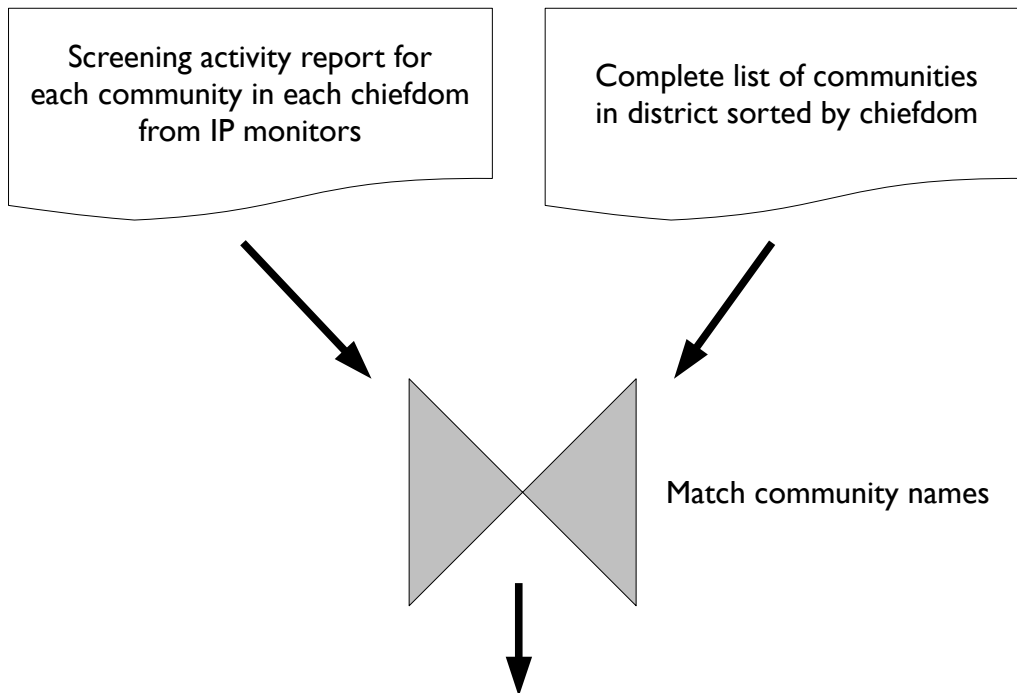 Screening activity report for
each community in each chiefdom
from IP monitors
Complete list of communities
in district sorted by chiefdom
Match community names